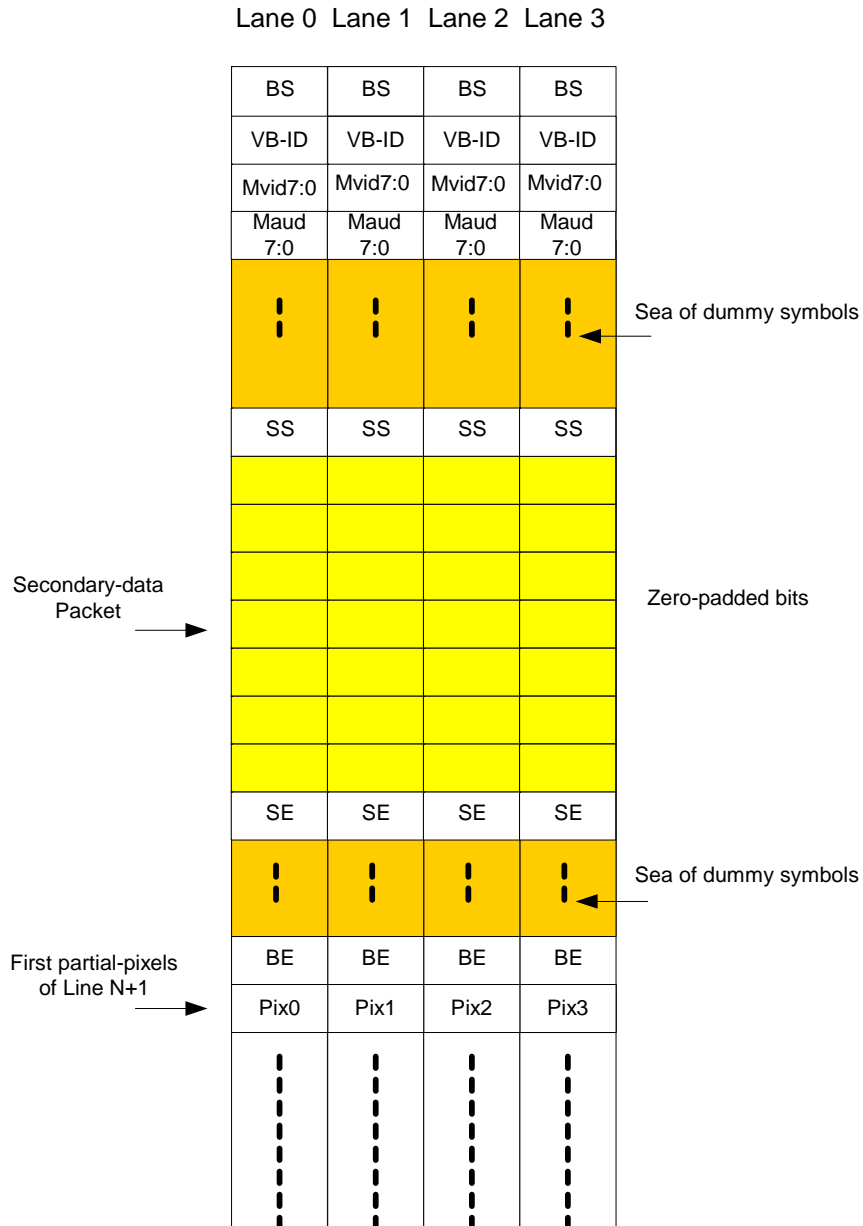 Lane 0 Lane 1 Lane 2 Lane 3
BS BS BS BS
VB-ID VB-ID VB-ID VB-ID
Mvid7:0 Mvid7:0 Mvid7:0 Mvid7:0
Maud Maud Maud Maud
7:0 7:0 7:0 7:0
Sea of dummy symbols
SS SS SS SS
Secondary-data
Packet
Zero-padded bits
SE SE SE SE
Sea of dummy symbols
BE BE BE BE
First partial-pixels
of Line N+1
Pix0 Pix1 Pix2 Pix3